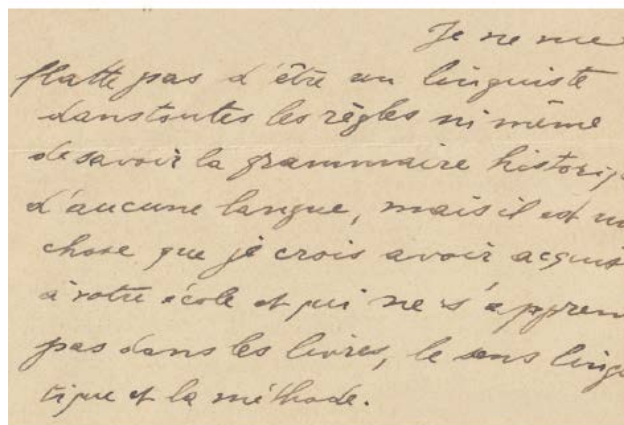 Je ne me
flatte pas d'être un linguiste
dans toutes les règles ni même
de savoir la grammaire historiq
d'aucune langue, mais il est un
chose que je crois avoir acquis
à votre école et qui ne s'appren
pas dans les livres, le sens lingu
tique et la méthode.